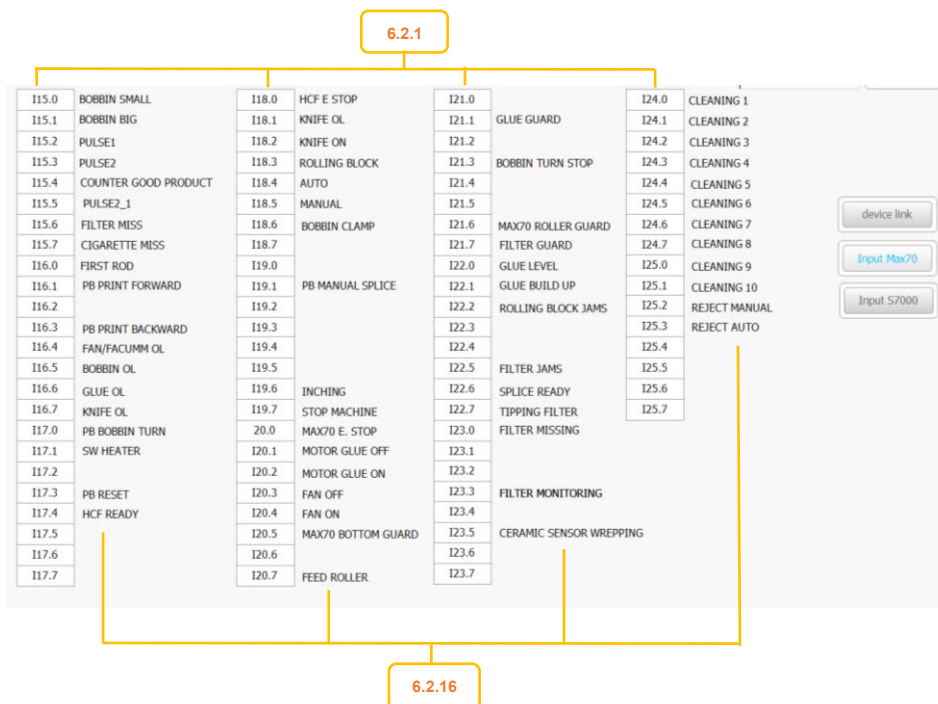 6.2.1
I15.0 BOBBIN SMALL
I15.1 BOBBIN BIG
I15.2 PULSE1
I15.3 PULSE2
I15.4 COUNTER GOOD PRODUCT
I15.5 PULSE2_1
I15.6 FILTER MISS
I15.7 CIGARETTE MISS
I16.0 FIRST ROD
I16.1 PB PRINT FORWARD
I16.2
I16.3 PB PRINT BACKWARD
I16.4 FAN/FACUMM OL
I16.5 BOBBIN OL
I16.6 GLUE OL
I16.7 KNIFE OL
I17.0 PB BOBBIN TURN
I17.1 SW HEATER
I17.2
I17.3 PB RESET
I17.4 HCF READY
I17.5
I17.6
I17.7
I18.0 HCF E STOP
I18.1 KNIFE OL
I18.2 KNIFE ON
I18.3 ROLLING BLOCK
I18.4 AUTO
I18.5 MANUAL
I18.6 BOBBIN CLAMP
I18.7
I19.0
I19.1 PB MANUAL SPLICE
I19.2
I19.3
I19.4
I19.5
I19.6 INCHING
I19.7 STOP MACHINE
20.0 MAX70 E. STOP
I20.1 MOTOR GLUE OFF
I20.2 MOTOR GLUE ON
I20.3 FAN OFF
I20.4 FAN ON
I20.5 MAX70 BOTTOM GUARD
I20.6
I20.7 FEED ROLLER
I21.0
I21.1 GLUE GUARD
I21.2
I21.3 BOBBIN TURN STOP
I21.4
I21.5
I21.6 MAX70 ROLLER GUARD
I21.7 FILTER GUARD
I22.0 GLUE LEVEL
I22.1 GLUE BUILD UP
I22.2 ROLLING BLOCK JAMS
I22.3
I22.4
I22.5 FILTER JAMS
I22.6 SPLICE READY
I22.7 TIPPING FILTER
I23.0 FILTER MISSING
I23.1
I23.2
I23.3 FILTER MONITORING
I23.4
I23.5 CERAMIC SENSOR WREPPING
I23.6
I23.7
I24.0 CLEANING 1
I24.1 CLEANING 2
I24.2 CLEANING 3
I24.3 CLEANING 4
I24.4 CLEANING 5
I24.5 CLEANING 6
I24.6 CLEANING 7
I24.7 CLEANING 8
I25.0 CLEANING 9
I25.1 CLEANING 10
I25.2 REJECT MANUAL
I25.3 REJECT AUTO
I25.4
I25.5
I25.6
I25.7
device link
Input Max70
Input S7000
6.2.16